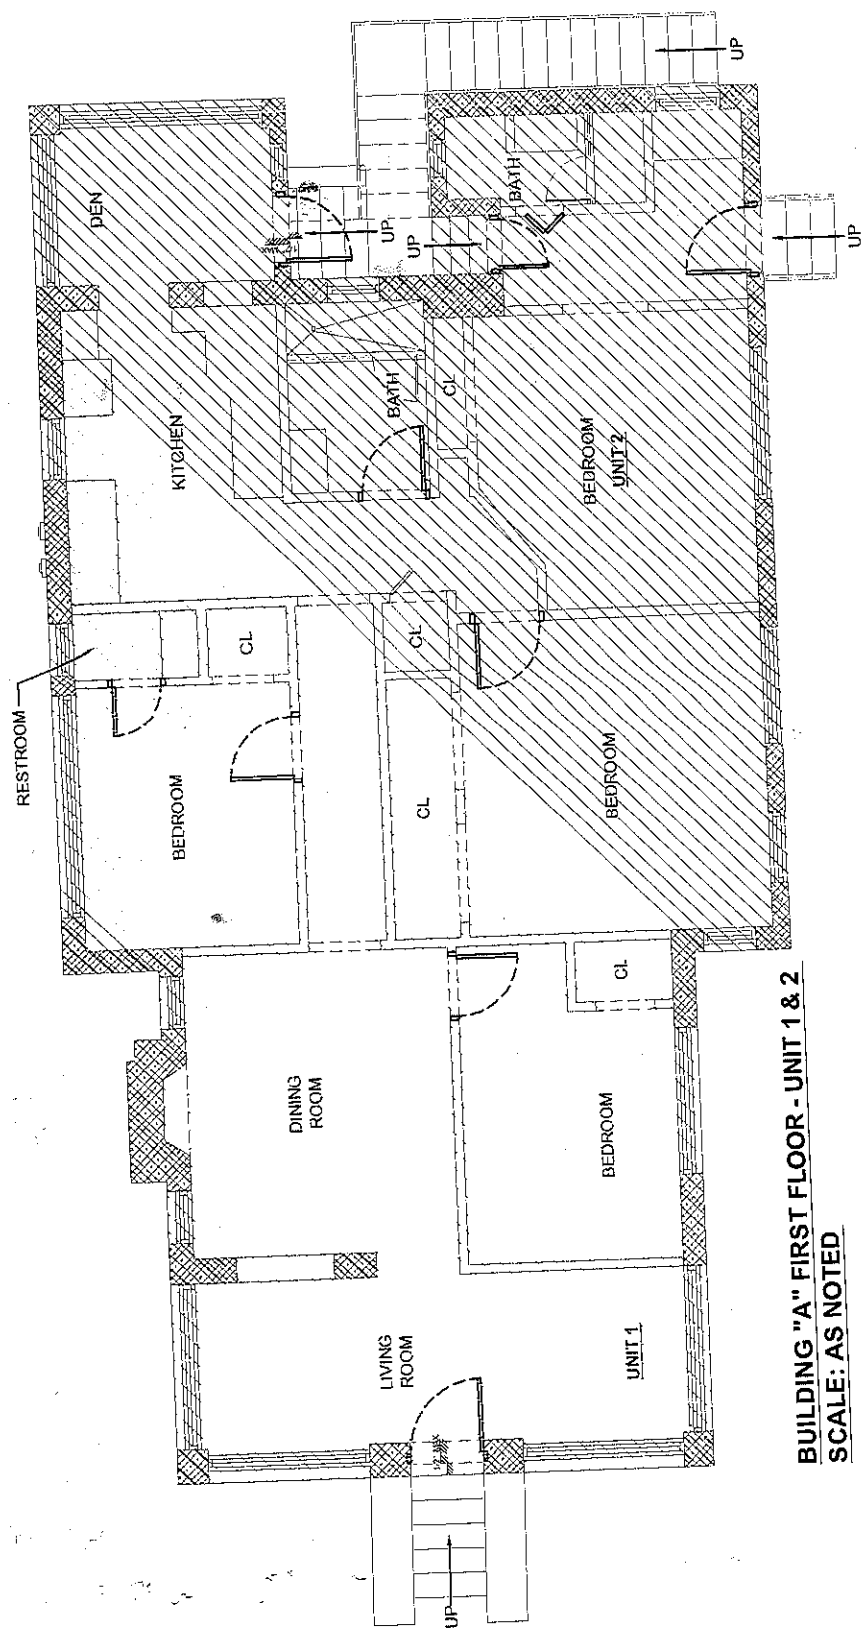 DEN
UP
UP
UP
UP
BATH
KITCHEN
BATH
CL
BEDROOM
UNIT 2
RESTROOM
CL
CL
BEDROOM
CL
BEDROOM
DINING
ROOM
CL
BEDROOM
LIVING
ROOM
UNIT 1
UP
BUILDING "A" FIRST FLOOR - UNIT 1 & 2
SCALE: AS NOTED